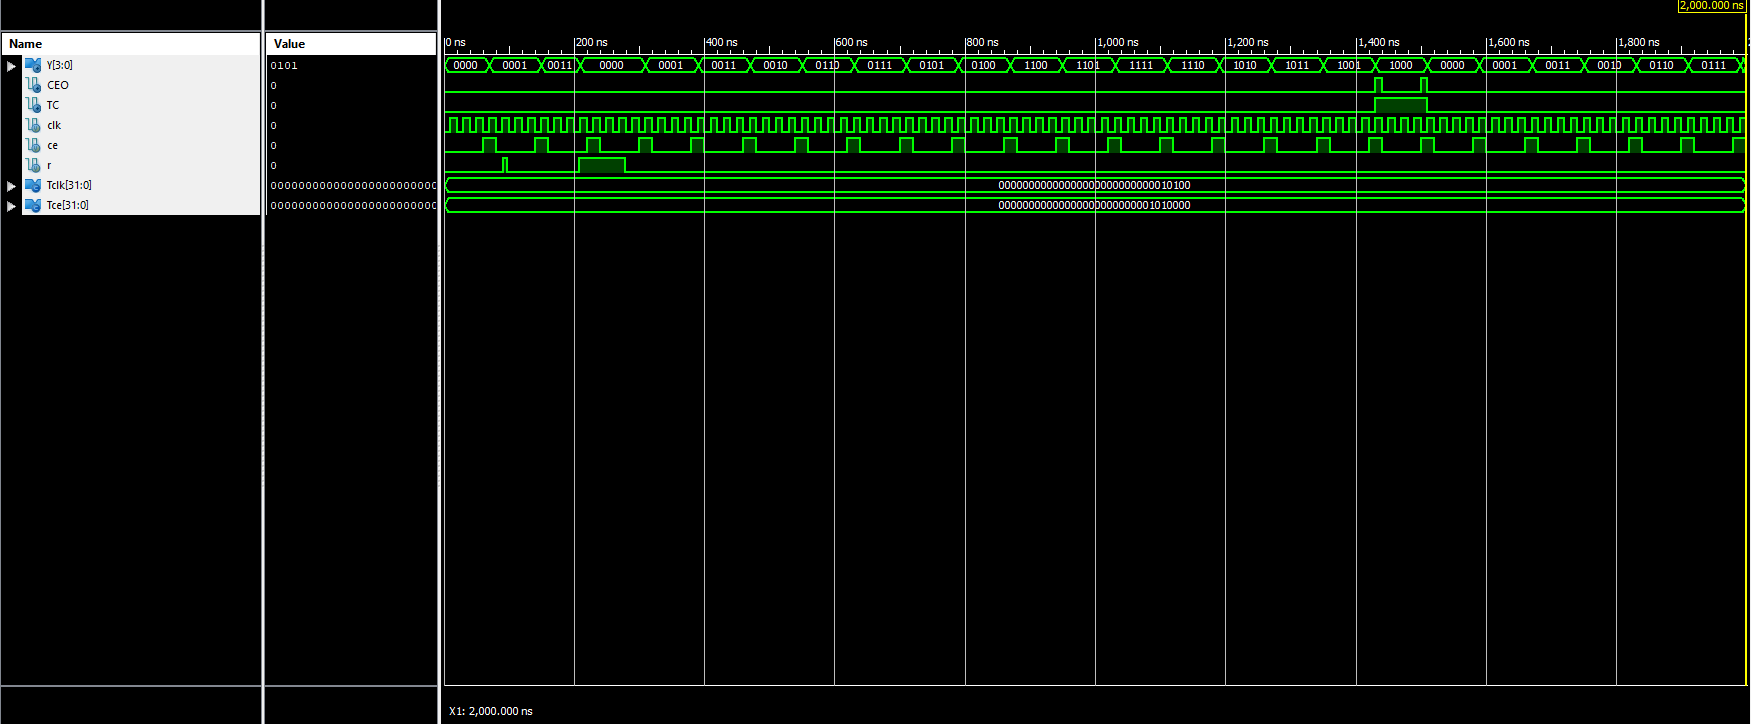 2,000.000 ns
Name Value 0 ns 200 ns 400 ns 600 ns 800 ns 1,000 ns 1,200 ns 1,400 ns 1,600 ns 1,800 ns
Y[3:0] 0101 0000 0001 0011 0000 0001 0011 0010 0110 0111 0101 0100 1100 1101 1111 1110 1010 1011 1001 1000 0000 0001 0011 0010 0110 0111
CEO 0
TC 0
clk 0
ce 0
r 0
Tclk[31:0] 00000000000000000000000000010100
Tce[31:0] 00000000000000000000000001010000
X1: 2,000.000 ns